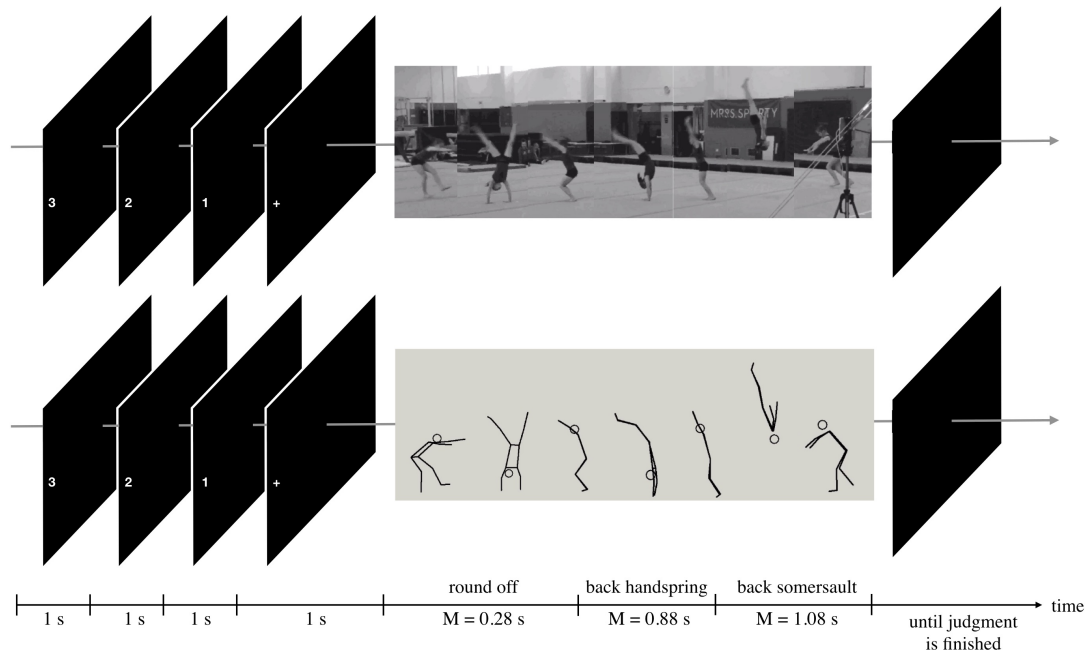 3
2
1
+
MRSS.SPORTY
3
2
1
+
round off
back handspring
back somersault
time
1 s
1 s
1 s
1 s
M = 0.28 s
M = 0.88 s
M = 1.08 s
until judgment
is finished